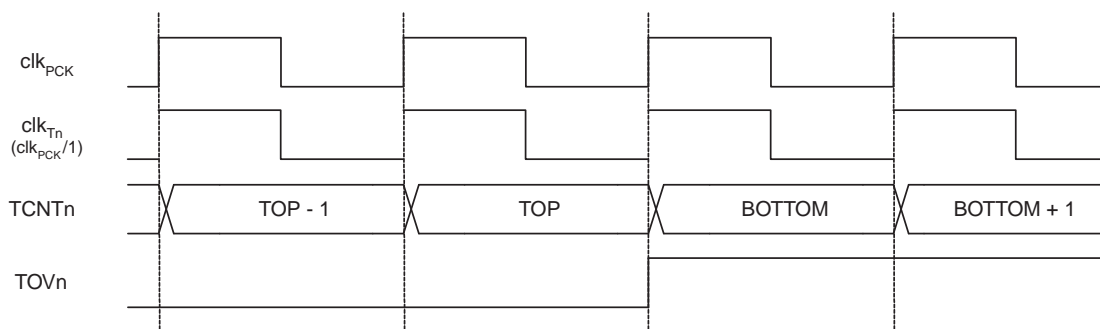 clkPCK
clkTn
(clkPCK/1)
TCNTn TOP - 1 TOP BOTTOM BOTTOM + 1
TOVn